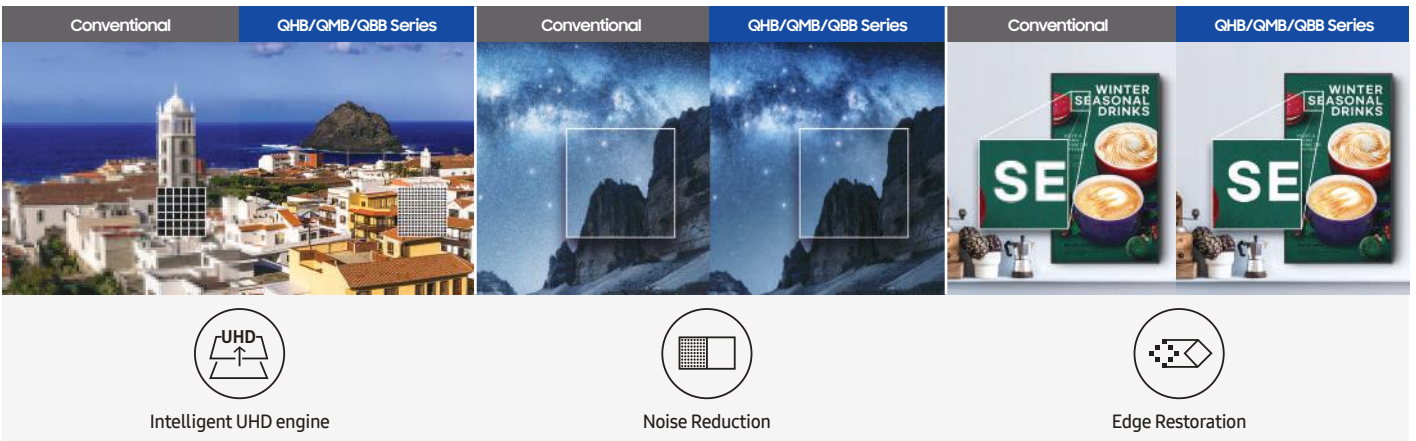 Conventional
QHB/QMB/QBB Series
Conventional
QHB/QMB/QBB Series
Conventional
QHB/QMB/QBB Series
WINTER
SEASONAL
DRINKS
SE
WINTER
SEASONAL
DRINKS
SE
UHD
Intelligent UHD engine
Noise Reduction
Edge Restoration